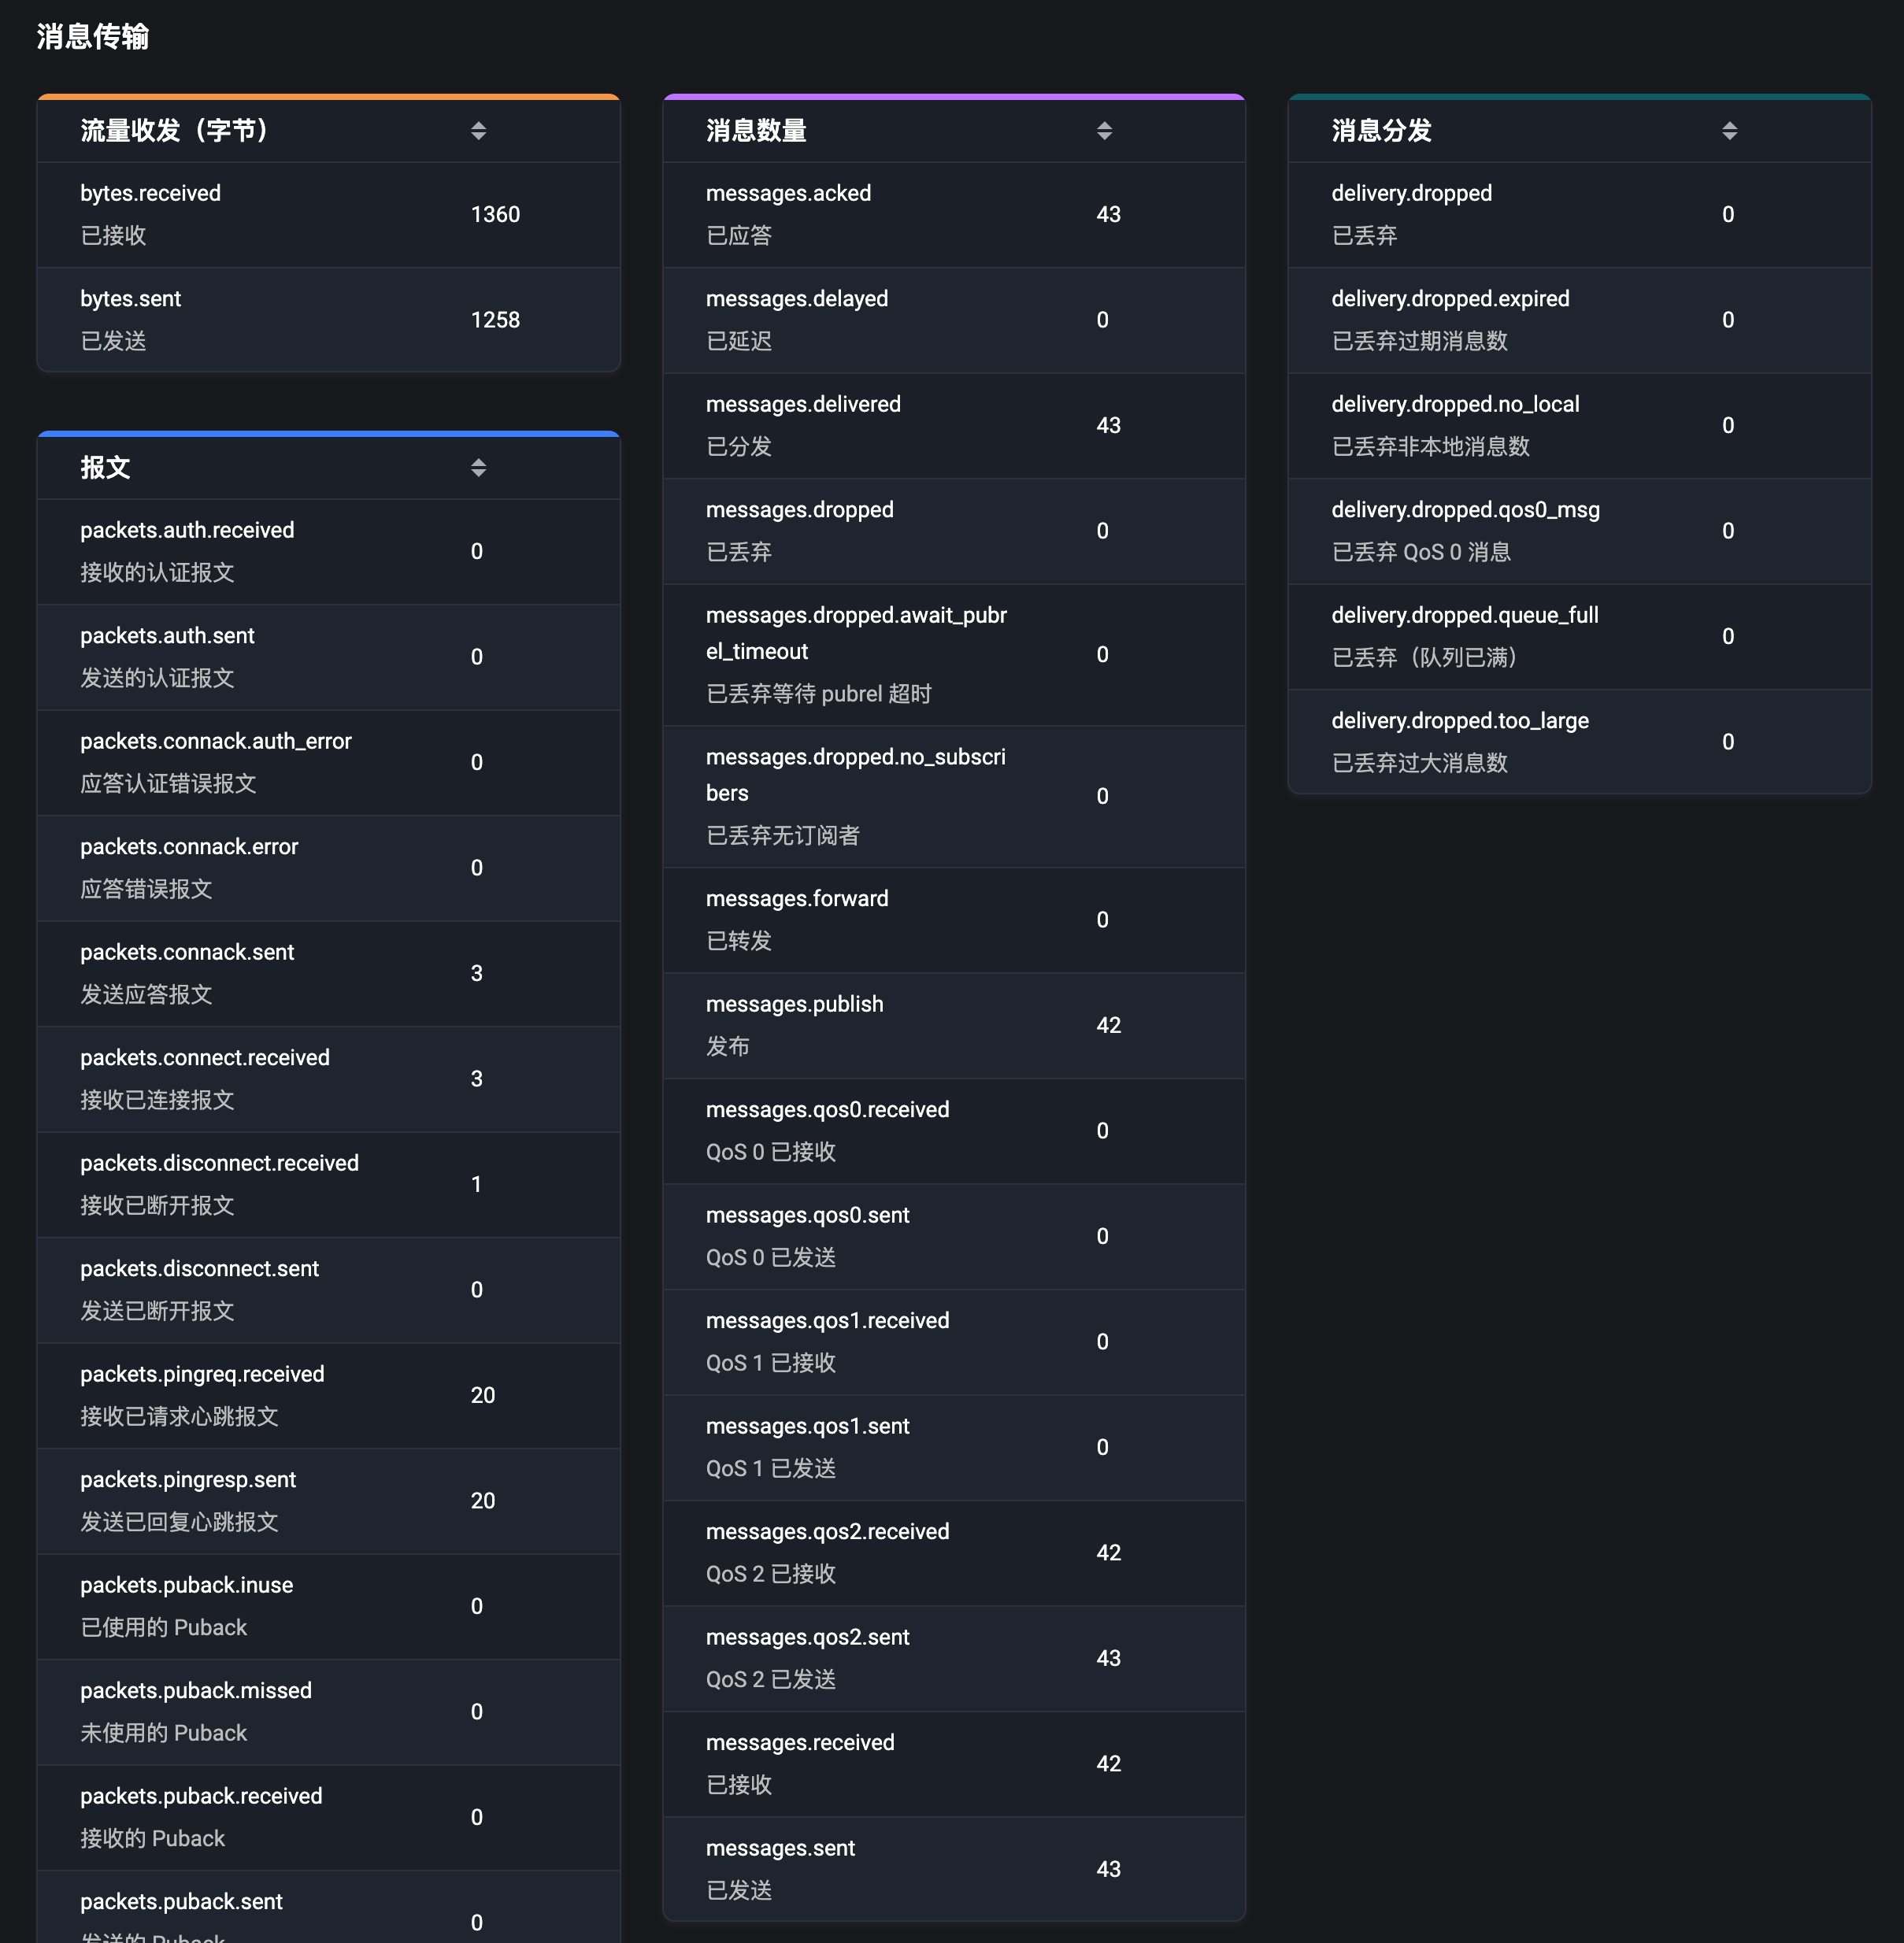 消息传输
流量收发（字节）
bytes.received
已接收
1360
bytes.sent
已发送
1258
报文
packets.auth.received
接收的认证报文
0
packets.auth.sent
发送的认证报文
0
packets.connack.auth_error
应答认证错误报文
0
packets.connack.error
应答错误报文
0
packets.connack.sent
发送应答报文
3
packets.connect.received
接收已连接报文
3
packets.disconnect.received
接收已断开报文
1
packets.disconnect.sent
发送已断开报文
0
packets.pingreq.received
接收已请求心跳报文
20
packets.pingresp.sent
发送已回复心跳报文
20
packets.puback.inuse
已使用的 Puback
0
packets.puback.missed
未使用的 Puback
0
packets.puback.received
接收的 Puback
0
packets.puback.sent
发送的 Puback
0
消息数量
messages.acked
已应答
43
messages.delayed
已延迟
0
messages.delivered
已分发
43
messages.dropped
已丢弃
0
messages.dropped.await_pubr
el_timeout
已丢弃等待 pubrel 超时
0
messages.dropped.no_subscri
bers
已丢弃无订阅者
0
messages.forward
已转发
0
messages.publish
发布
42
messages.qos0.received
QoS 0 已接收
0
messages.qos0.sent
QoS 0 已发送
0
messages.qos1.received
QoS 1 已接收
0
messages.qos1.sent
QoS 1 已发送
0
messages.qos2.received
QoS 2 已接收
42
messages.qos2.sent
QoS 2 已发送
43
messages.received
已接收
42
messages.sent
已发送
43
消息分发
delivery.dropped
已丢弃
0
delivery.dropped.expired
已丢弃过期消息数
0
delivery.dropped.no_local
已丢弃非本地消息数
0
delivery.dropped.qos0_msg
已丢弃 QoS 0 消息
0
delivery.dropped.queue_full
已丢弃（队列已满）
0
delivery.dropped.too_large
已丢弃过大消息数
0